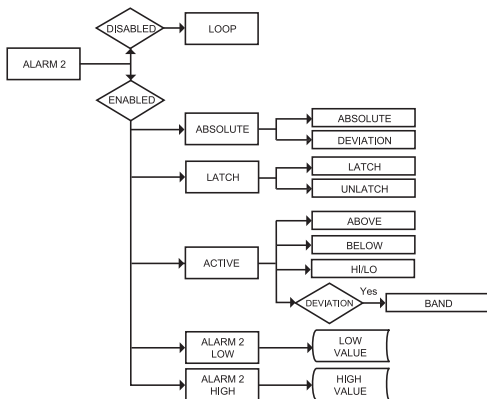 DISABLED
LOOP
ALARM 2
ENABLED
ABSOLUTE
ABSOLUTE
DEVIATION
LATCH
LATCH
UNLATCH
ACTIVE
ABOVE
BELOW
HI/LO
DEVIATION
Yes
BAND
ALARM 2
LOW
LOW
VALUE
ALARM 2
HIGH
HIGH
VALUE